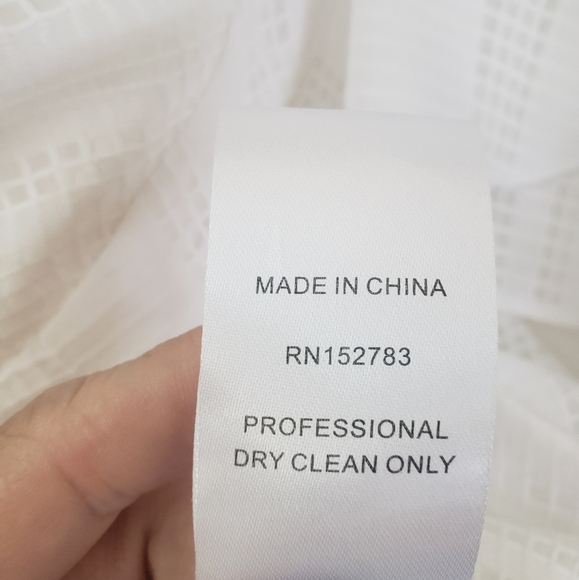 MADE IN CHINA
RN152783
PROFESSIONAL
DRY CLEAN ONLY